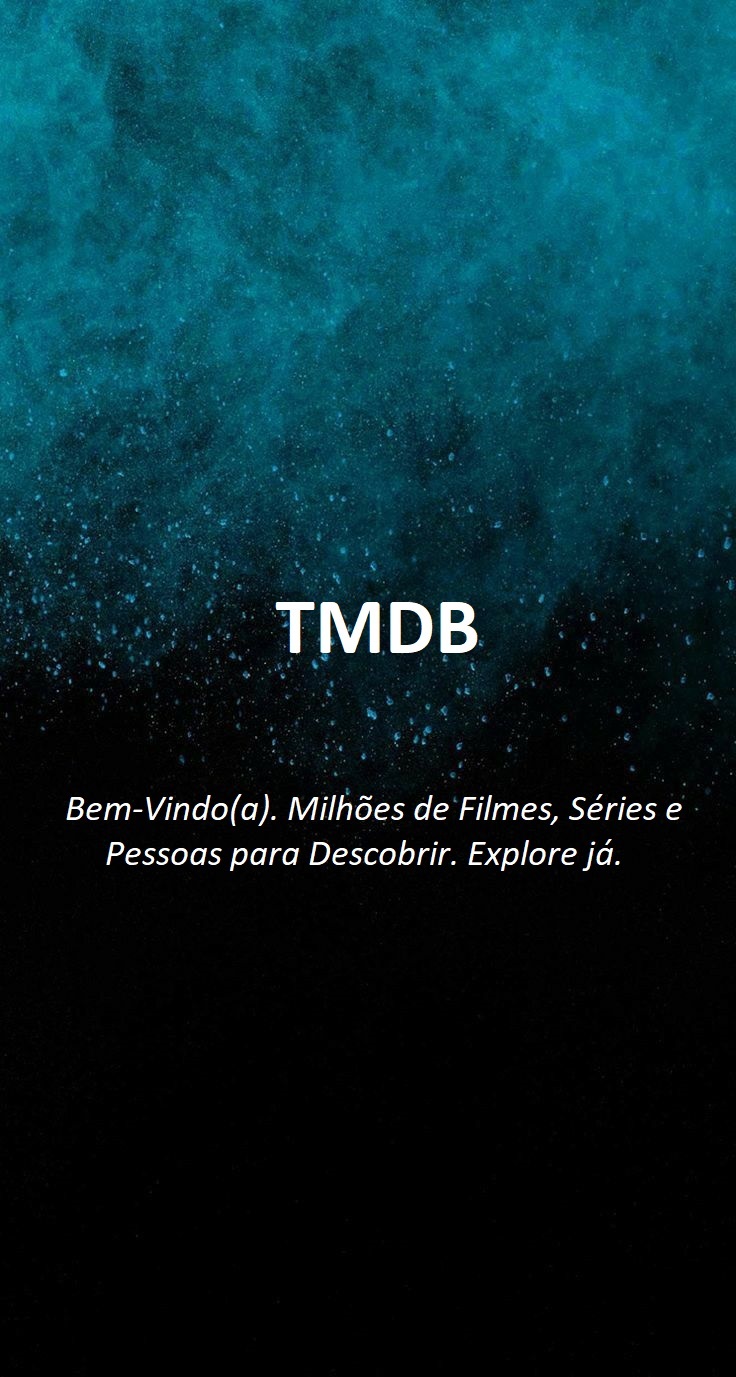 TMDB
Bem-Vindo(a). Milhões de Filmes, Séries e
Pessoas para Descobrir. Explore já.